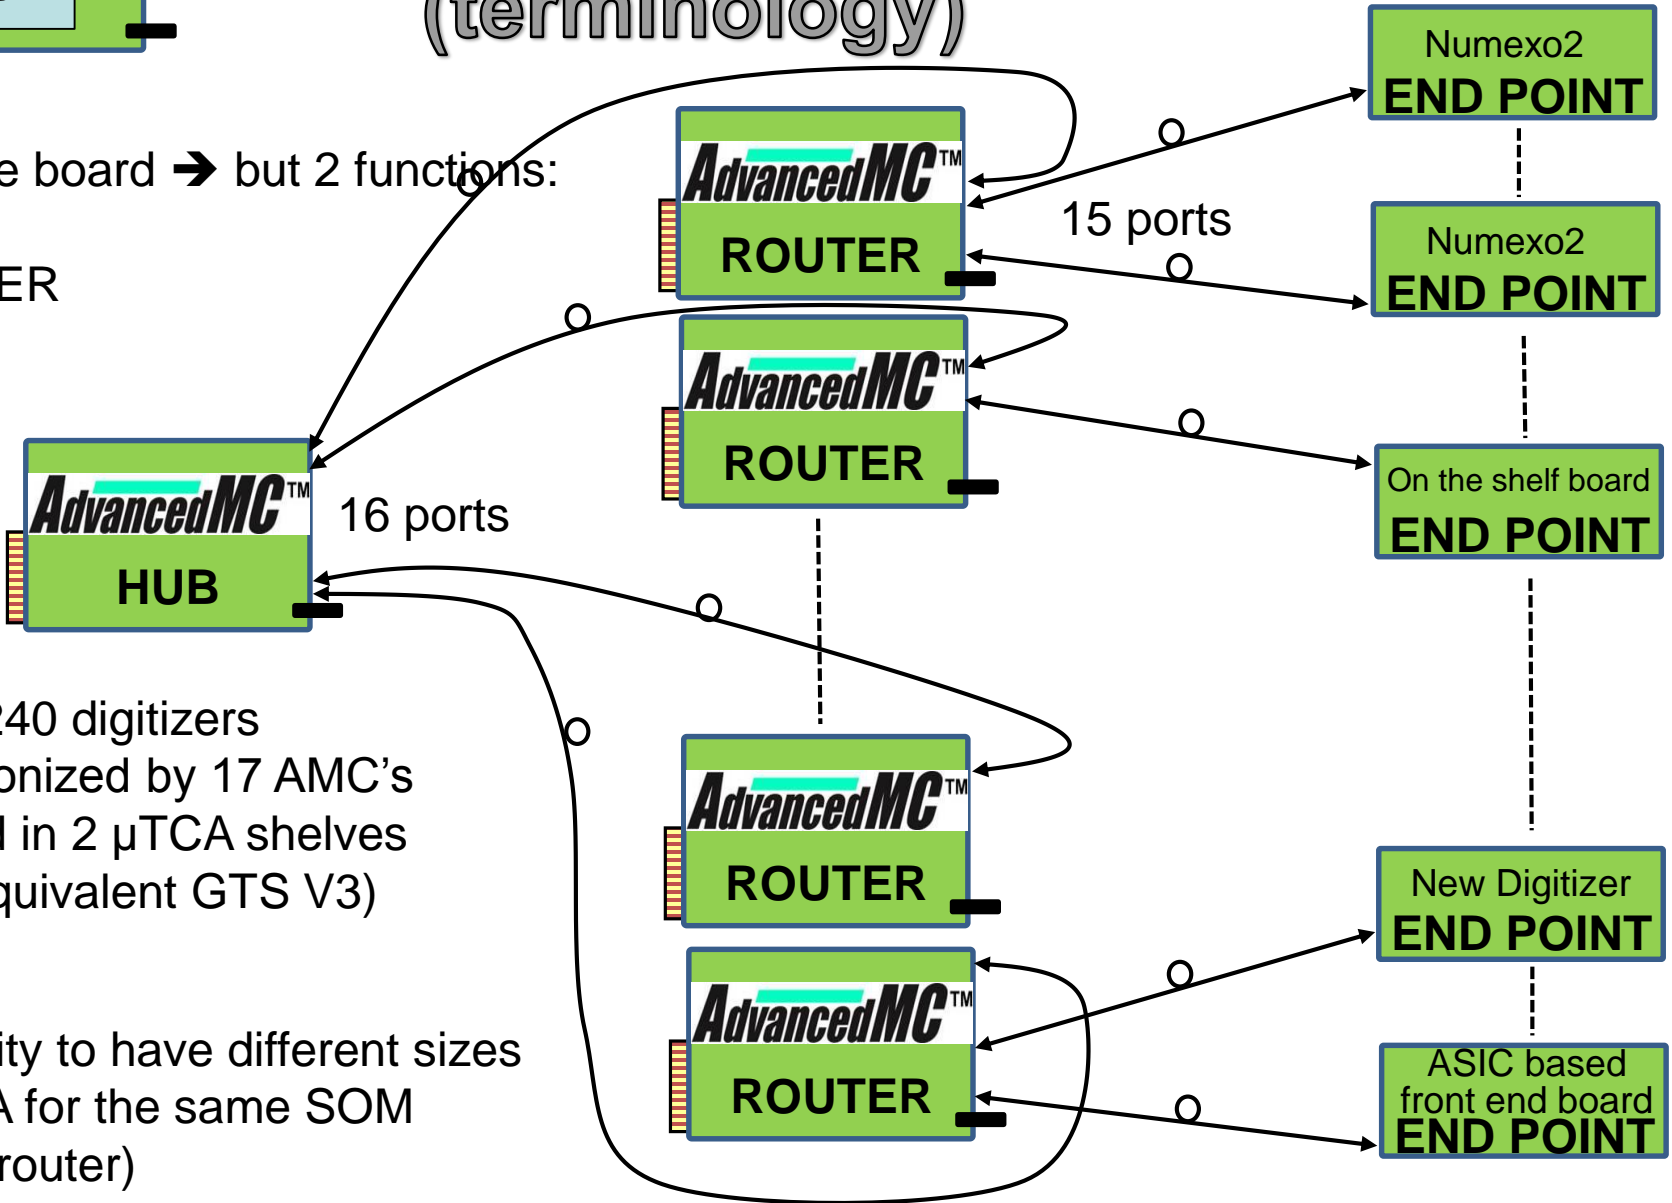 (terminology)
e board ➔ but 2 functions:
ER
AdvancedMC™
HUB
16 ports
240 digitizers
onized by 17 AMC's
d in 2 µTCA shelves
quivalent GTS V3)
ity to have different sizes
A for the same SOM
router)
AdvancedMC™
ROUTER
AdvancedMC™
ROUTER
AdvancedMC™
ROUTER
AdvancedMC™
ROUTER
15 ports
Numexo2
END POINT
Numexo2
END POINT
On the shelf board
END POINT
New Digitizer
END POINT
ASIC based
front end board
END POINT